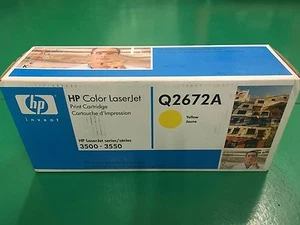 hp
invent
HP Color LaserJet
Print Cartridge
Cartouche d'impression
HP LaserJet series/séries
3500 · 3550
Q2672A
Yellow
Jaune